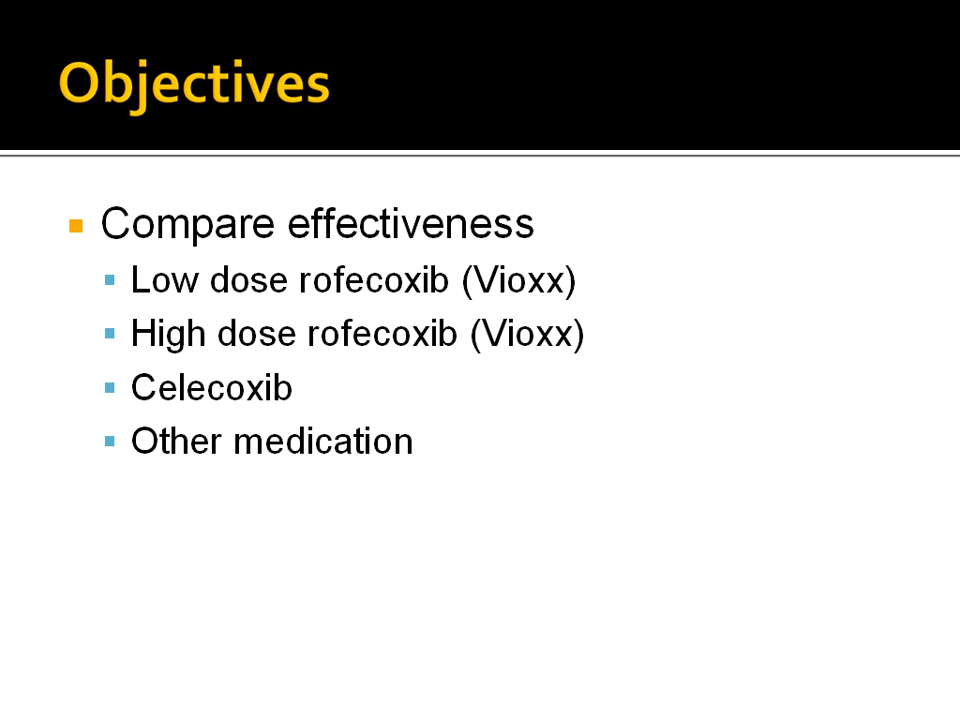 Objectives
Compare effectiveness
Low dose rofecoxib (Vioxx)
High dose rofecoxib (Vioxx)
Celecoxib
Other medication